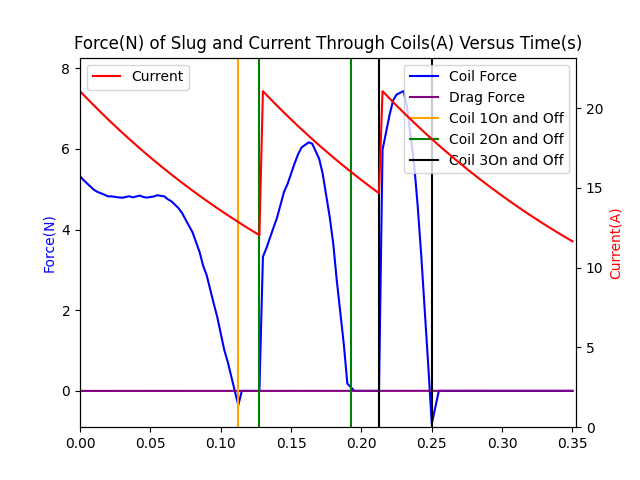 Force(N) of Slug and Current Through Coils(A) Versus Time(s)
Current
Coil Force
Drag Force
Coil 1On and Off
Coil 2On and Off
Coil 3On and Off
Force(N)
8
6
4
2
0
Current(A)
20
15
10
5
0
0.00 0.05 0.10 0.15 0.20 0.25 0.30 0.35